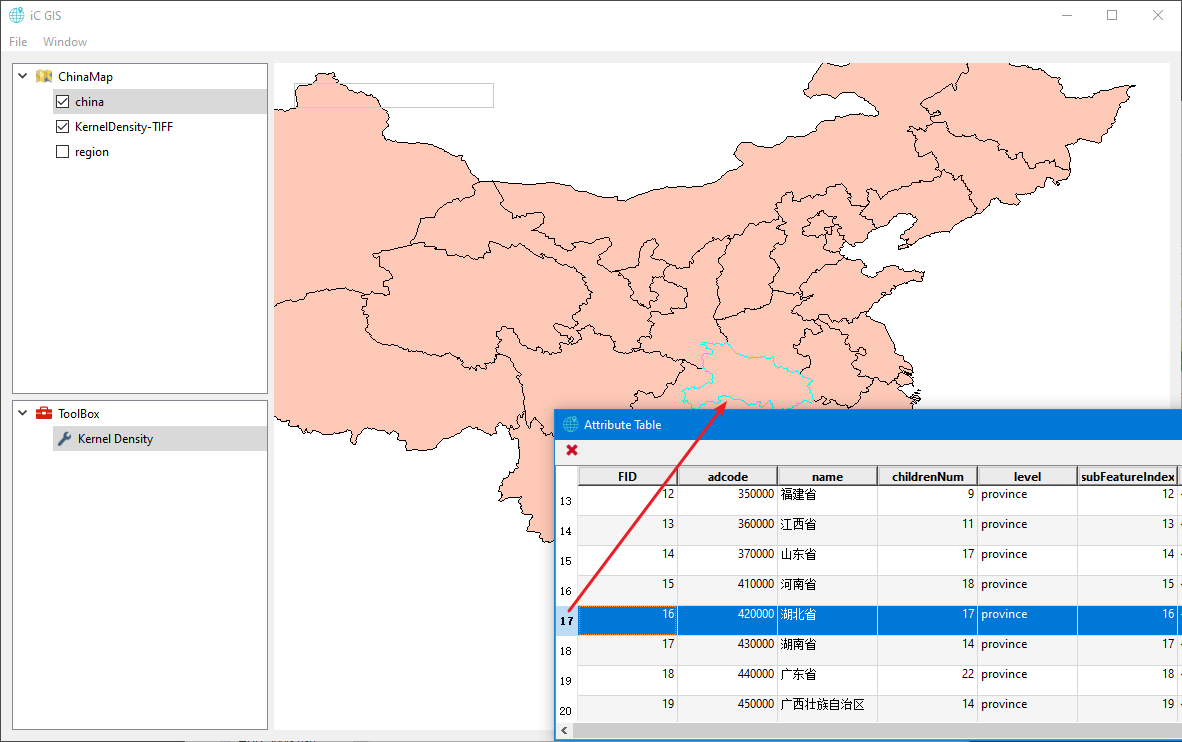 iC GIS
File Window
ChinaMap
china
KernelDensity-TIFF
region
ToolBox
Kernel Density
Attribute Table
FID adcode name childrenNum level subFeatureIndex
13 12 350000 福建省 9 province 12
14 13 360000 江西省 11 province 13
15 14 370000 山东省 17 province 14
16 15 410000 河南省 18 province 15
17 16 420000 湖北省 17 province 16
18 17 430000 湖南省 14 province 17
19 18 440000 广东省 22 province 18
20 19 450000 广西壮族自治区 14 province 19